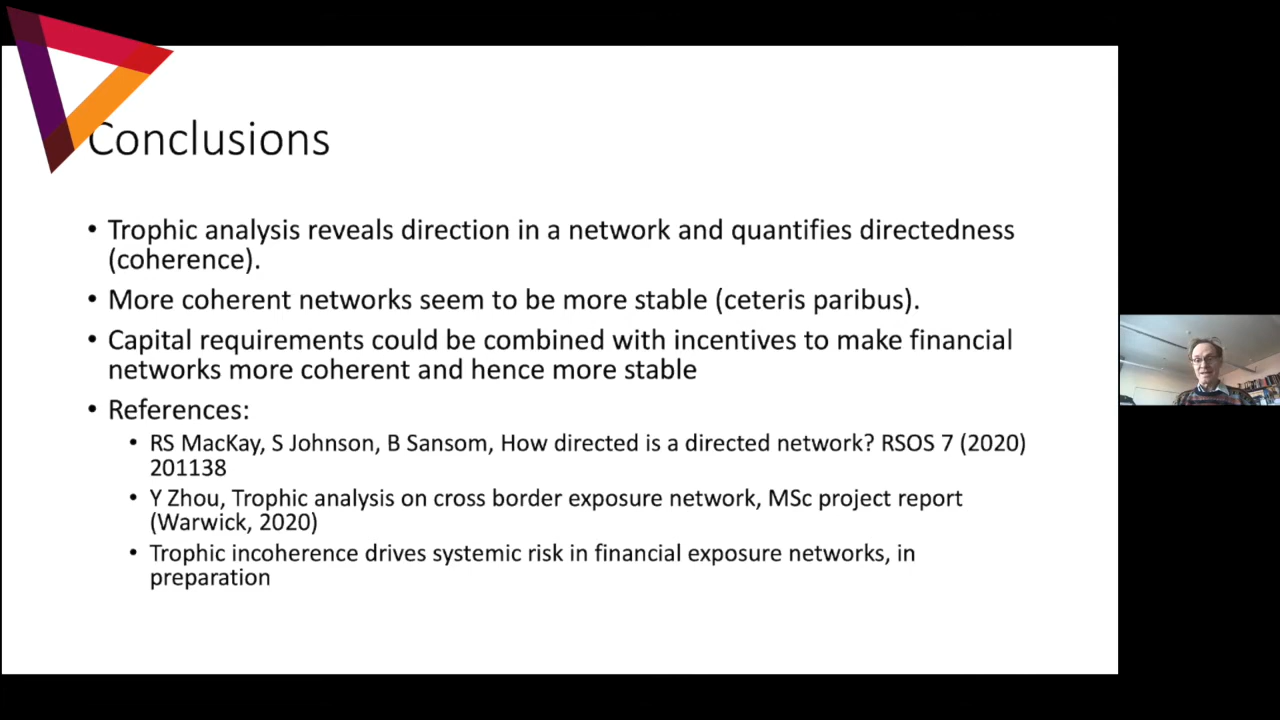 Conclusions
• Trophic analysis reveals direction in a network and quantifies directedness
(coherence).
• More coherent networks seem to be more stable (ceteris paribus).
• Capital requirements could be combined with incentives to make financial
networks more coherent and hence more stable
• References:
• RS MacKay, S Johnson, B Sansom, How directed is a directed network? RSOS 7 (2020)
201138
• Y Zhou, Trophic analysis on cross border exposure network, MSc project report
(Warwick, 2020)
• Trophic incoherence drives systemic risk in financial exposure networks, in
preparation